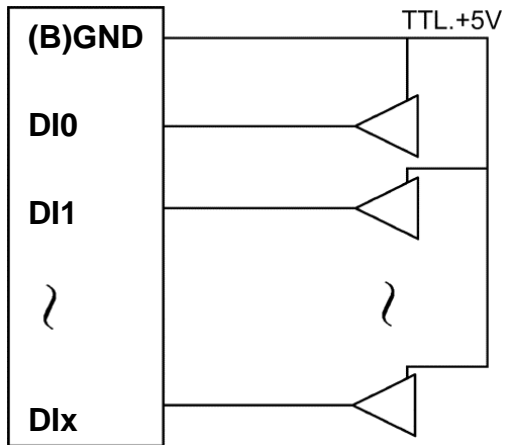 TTL.+5V
(B)GND
DI0
DI1
~
~
DIx